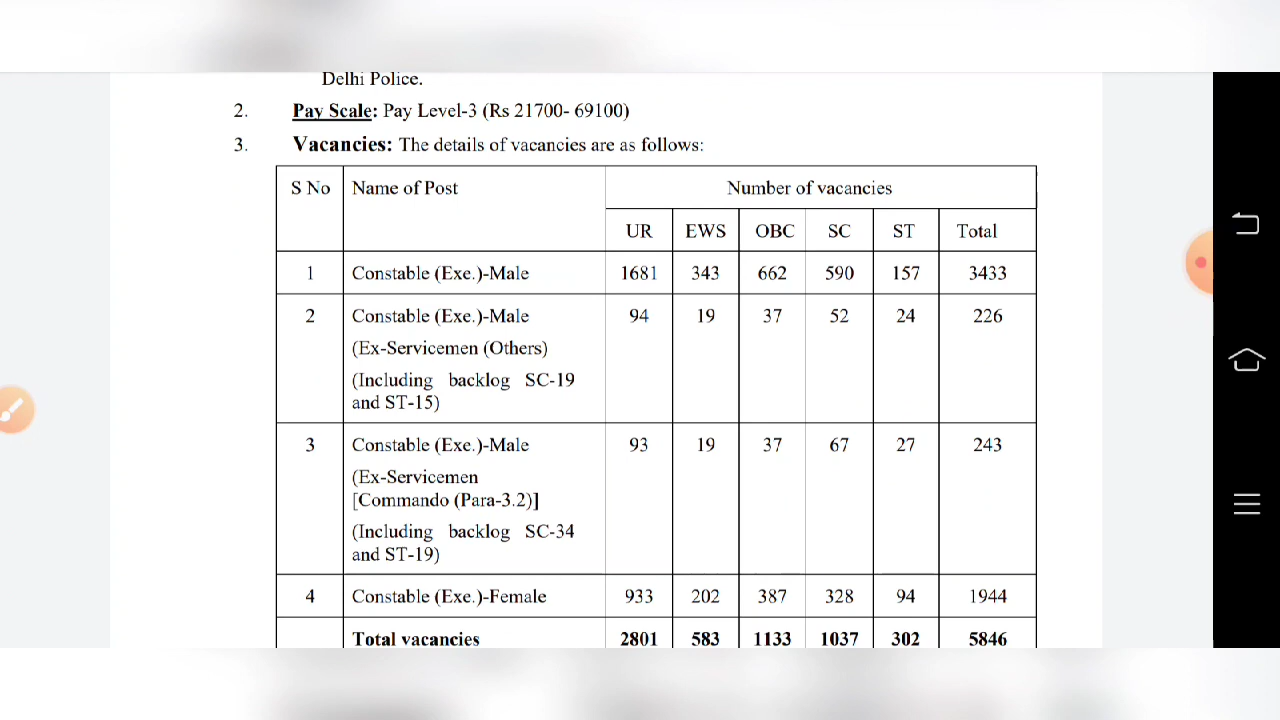 Delhi Police.
2. Pay Scale: Pay Level-3 (Rs 21700- 69100)
3. Vacancies: The details of vacancies are as follows:
S No Name of Post Number of vacancies
UR EWS OBC SC ST Total
1 Constable (Exe.)-Male 1681 343 662 590 157 3433
2 Constable (Exe.)-Male 94 19 37 52 24 226
(Ex-Servicemen (Others)
(Including backlog SC-19
and ST-15)
3 Constable (Exe.)-Male 93 19 37 67 27 243
(Ex-Servicemen
[Commando (Para-3.2)]
(Including backlog SC-34
and ST-19)
4 Constable (Exe.)-Female 933 202 387 328 94 1944
Total vacancies 2801 583 1133 1037 302 5846